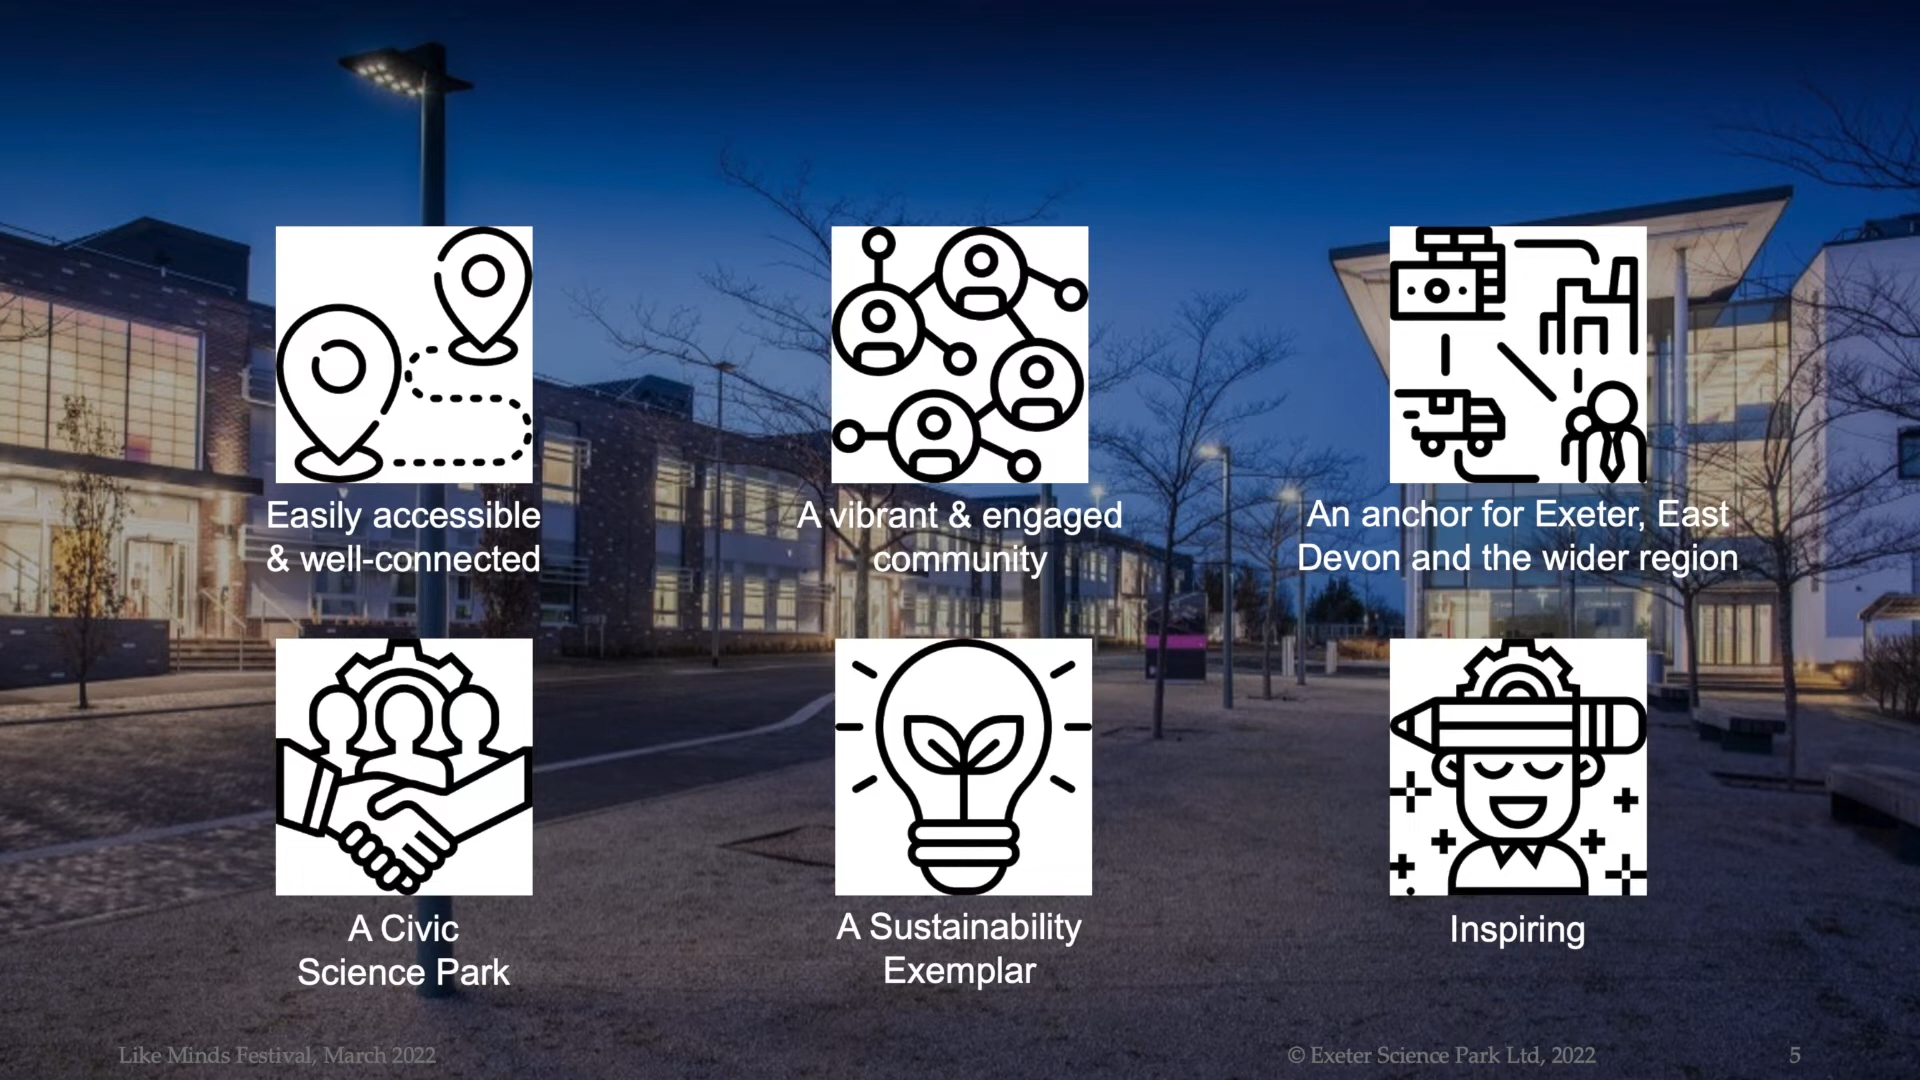 Easily accessible
& well-connected
A vibrant & engaged
community
An anchor for Exeter, East
Devon and the wider region
A Civic
Science Park
A Sustainability
Exemplar
Inspiring
Like Minds Festival, March 2022
© Exeter Science Park Ltd, 2022
5